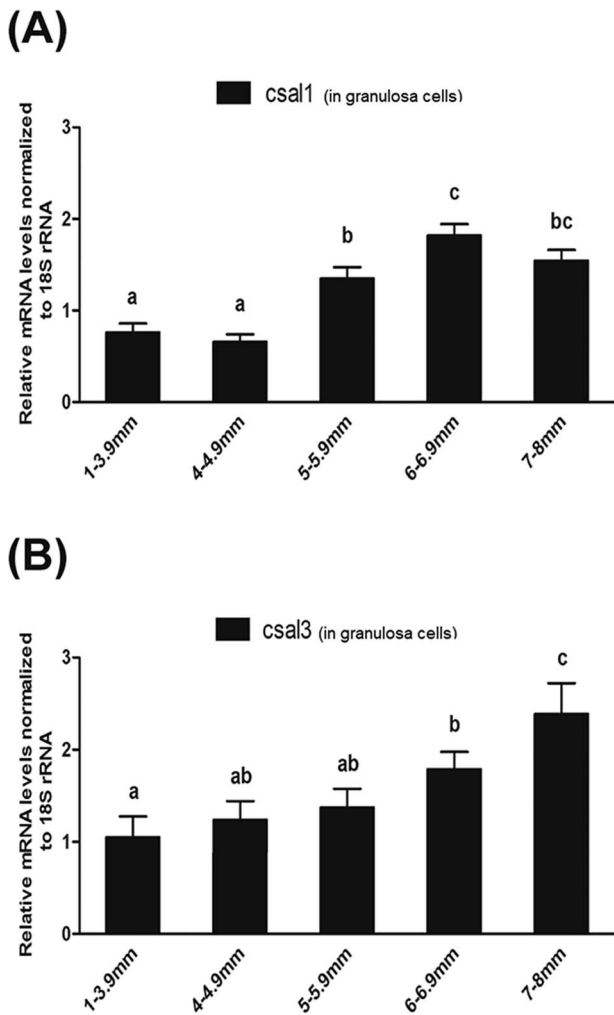 (A)
csal1 (in granulosa cells)
Relative mRNA levels normalized
to 18S rRNA
3
2
1
0
a
a
b
c
bc
1-3.9mm
4-4.9mm
5-5.9mm
6-6.9mm
7-8mm
(B)
csal3 (in granulosa cells)
Relative mRNA levels normalized
to 18S rRNA
3
2
1
0
a
ab
ab
b
c
1-3.9mm
4-4.9mm
5-5.9mm
6-6.9mm
7-8mm